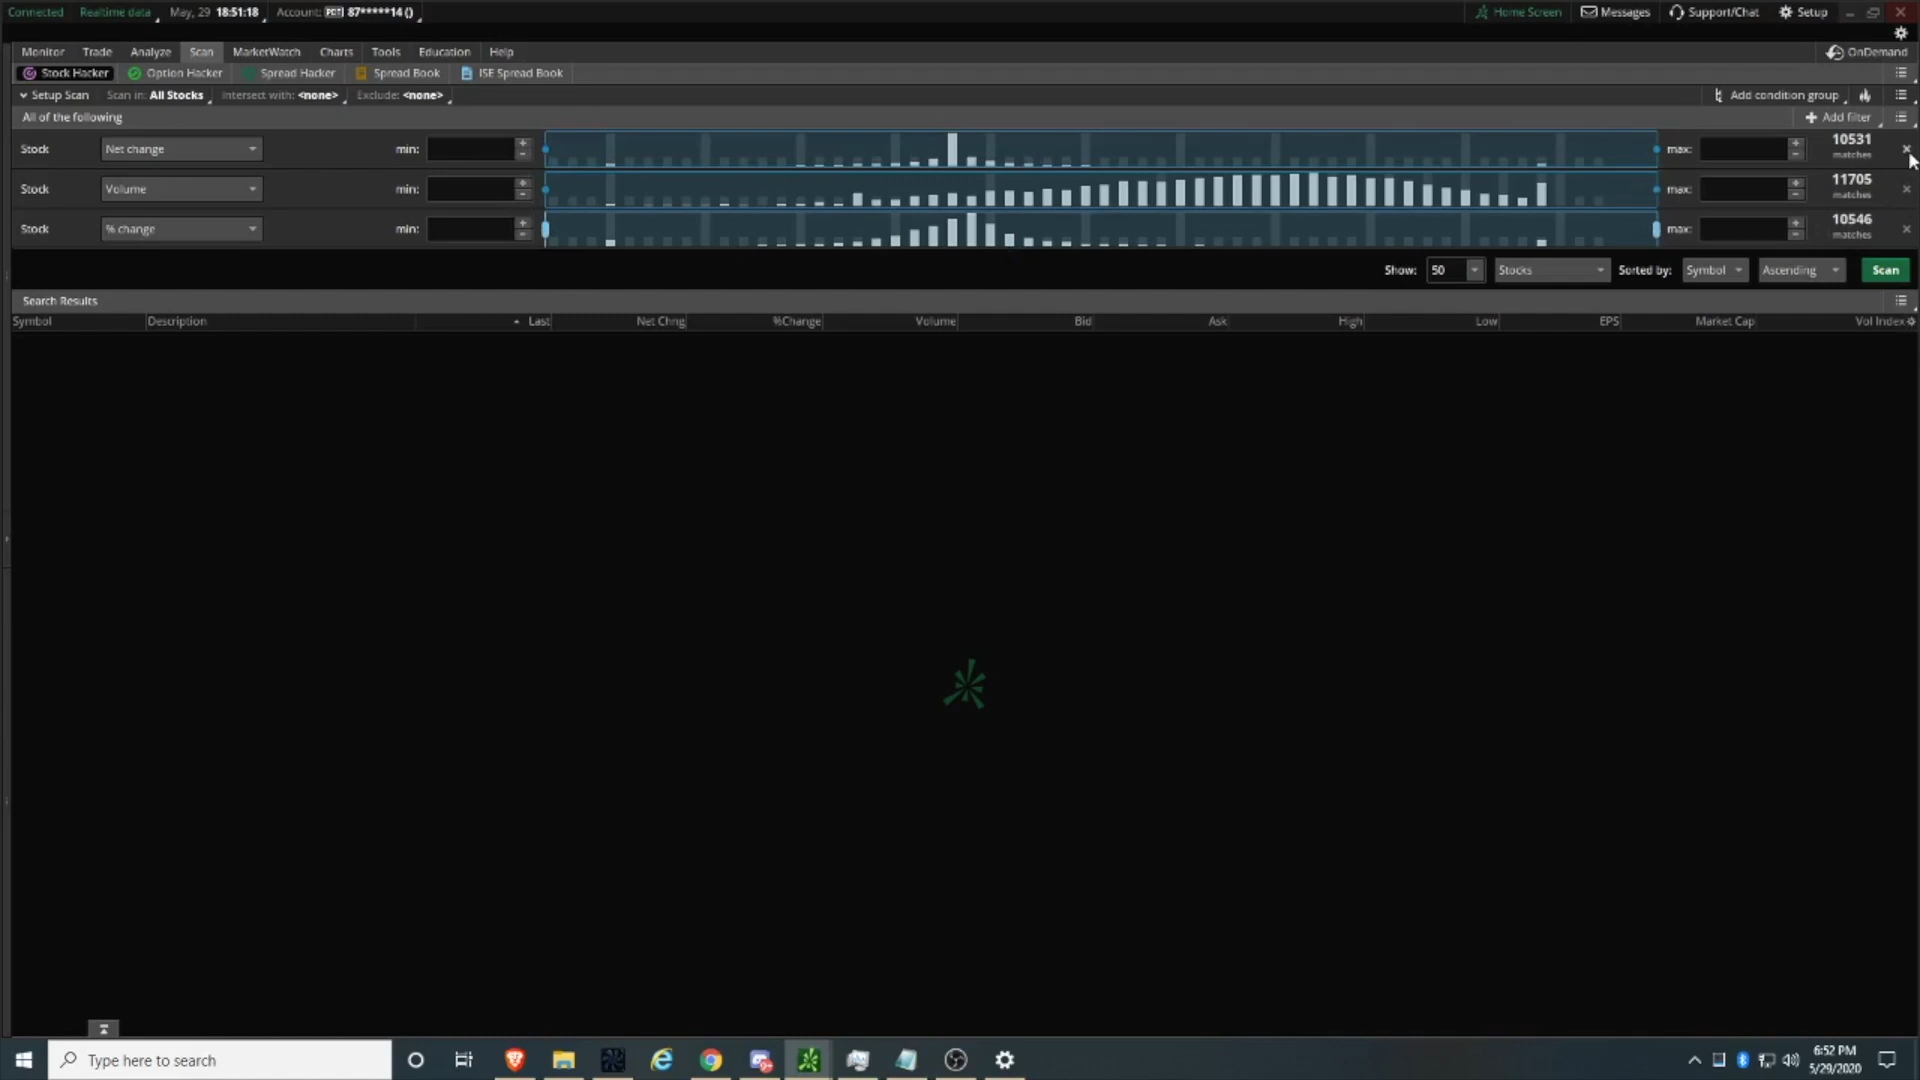 Connected Realtime data May, 29 18:51:18 Account: 87*****14 () Home Screen Messages Support/Chat Setup
Monitor Trade Analyze Scan MarketWatch Charts Tools Education Help OnDemand
Stock Hacker Option Hacker Spread Hacker Spread Book ISE Spread Book
Setup Scan Scan in: All Stocks Intersect with: <none> Exclude: <none> Add condition group
All of the following Add filter
Stock Net change min: max: 10531 matches
Stock Volume min: max: 11705 matches
Stock % change min: max: 10546 matches
Show: 50 Stocks Sorted by: Symbol Ascending Scan
Search Results
Symbol Description Last Net Chng %Change Volume Bid Ask High Low EPS Market Cap Vol Index
Type here to search 6:52 PM
5/29/2020